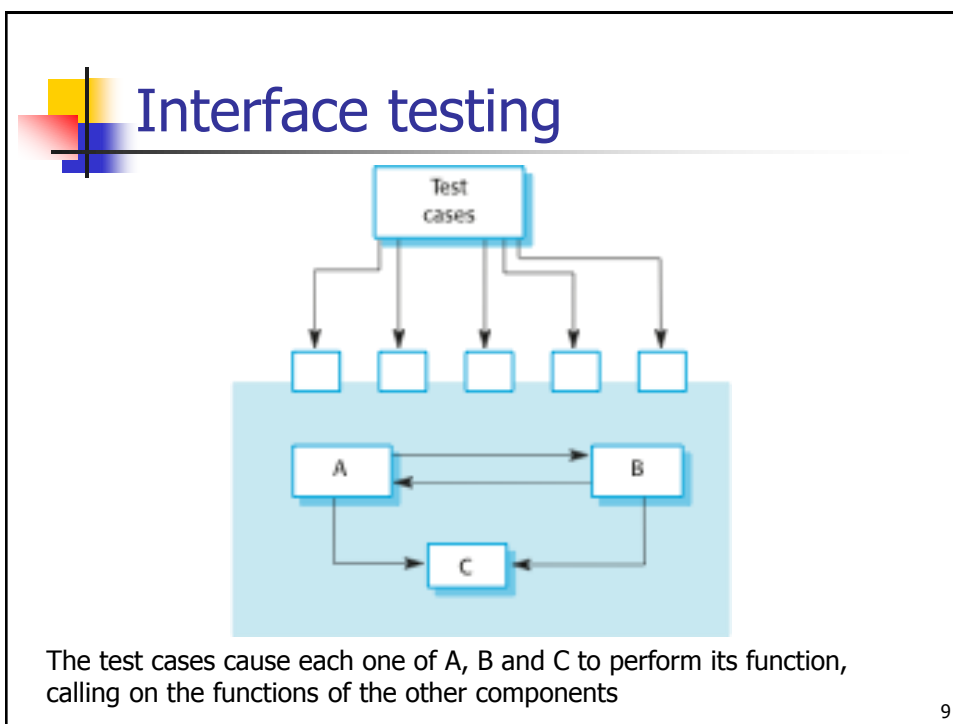 Interface testing
Test
cases
A
B
C
The test cases cause each one of A, B and C to perform its function,
calling on the functions of the other components
9